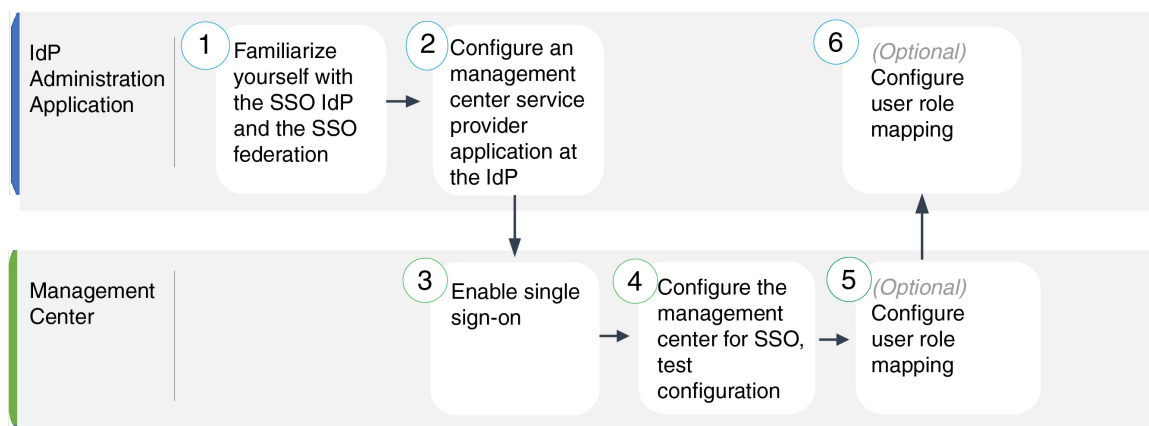 IdP
Administration
Application
1
Familiarize
yourself with
the SSO IdP
and the SSO
federation
2
Configure an
management
center service
provider
application at
the IdP
6
(Optional)
Configure
user role
mapping
Management
Center
3
Enable single
sign-on
4
Configure the
management
center for SSO,
test
configuration
5
(Optional)
Configure
user role
mapping